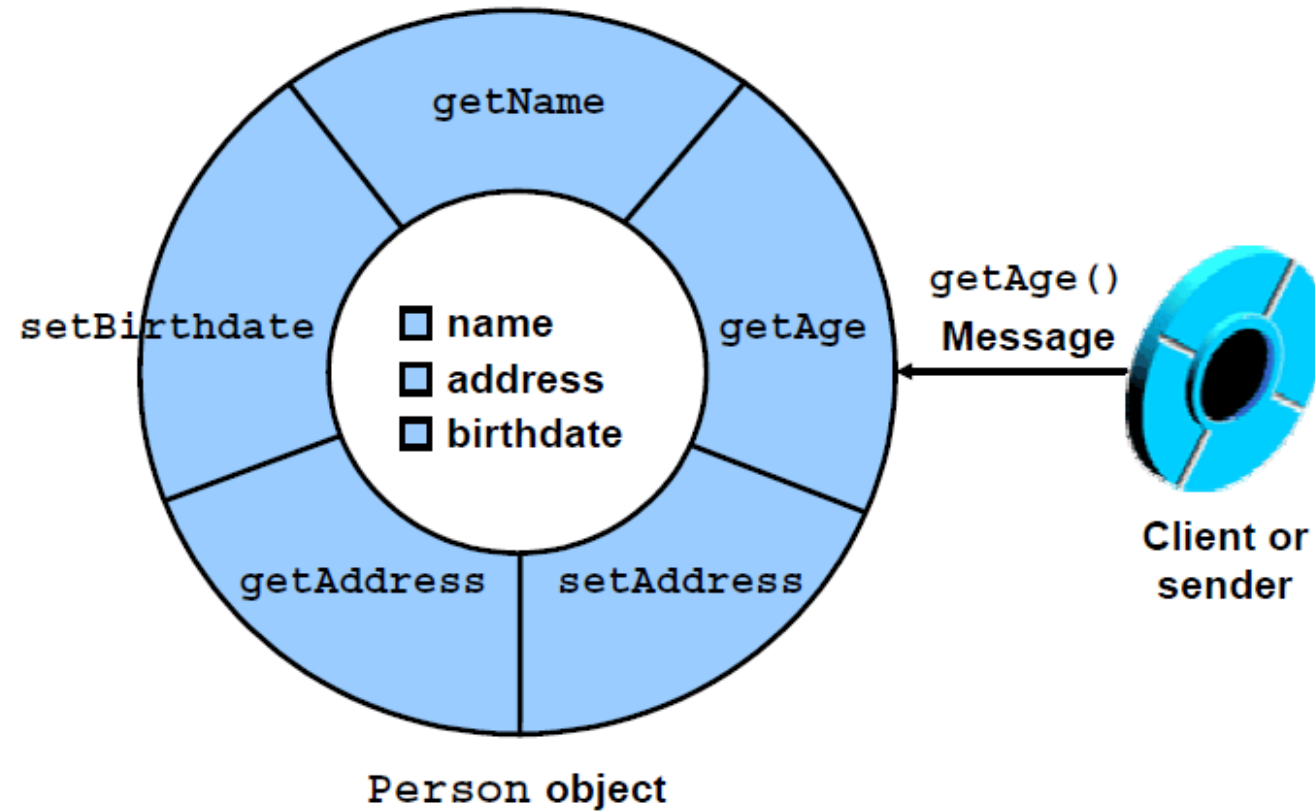 getName
getAge()
Message
setBirthdate
name
getAge
address
birthdate
getAddress
setAddress
Client or
sender
Person object